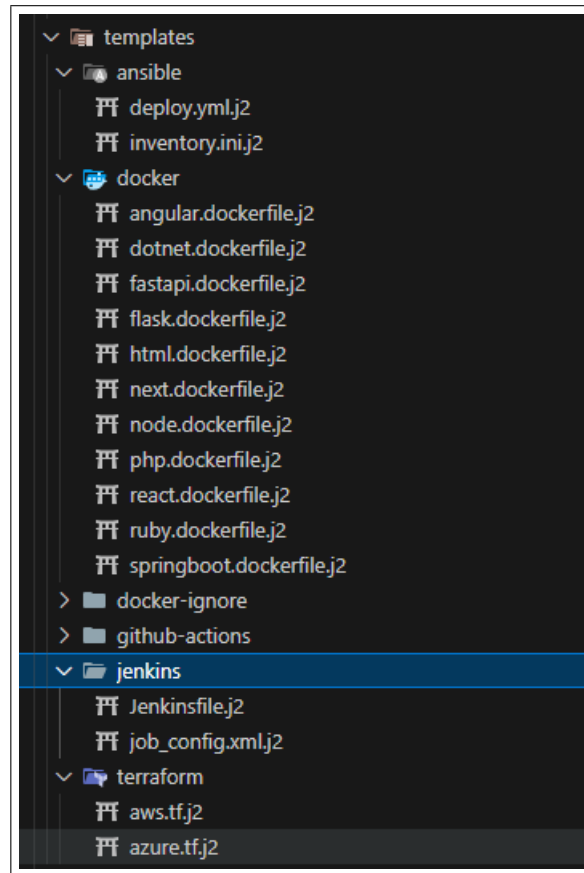 templates
ansible
deploy.yml.j2
inventory.ini.j2
docker
angular.dockerfile.j2
dotnet.dockerfile.j2
fastapi.dockerfile.j2
flask.dockerfile.j2
html.dockerfile.j2
next.dockerfile.j2
node.dockerfile.j2
php.dockerfile.j2
react.dockerfile.j2
ruby.dockerfile.j2
springboot.dockerfile.j2
docker-ignore
github-actions
jenkins
Jenkinsfile.j2
job_config.xml.j2
terraform
aws.tf.j2
azure.tf.j2